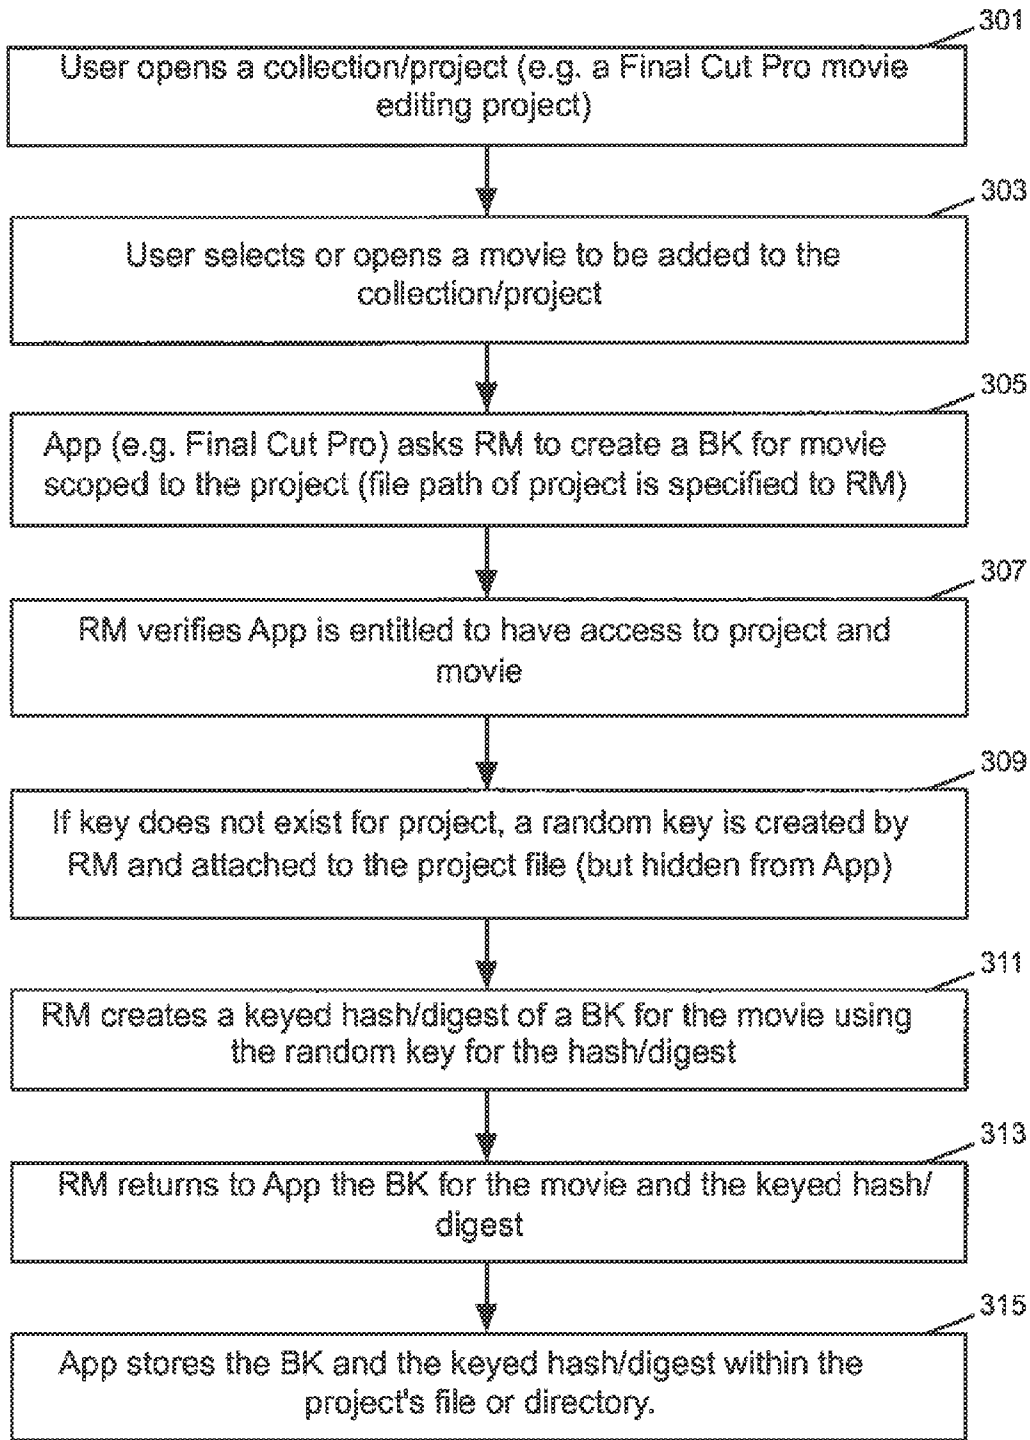 301
User opens a collection/project (e.g. a Final Cut Pro movie
editing project)
303
User selects or opens a movie to be added to the
collection/project
305
App (e.g. Final Cut Pro) asks RM to create a BK for movie
scoped to the project (file path of project is specified to RM)
307
RM verifies App is entitled to have access to project and
movie
309
If key does not exist for project, a random key is created by
RM and attached to the project file (but hidden from App)
311
RM creates a keyed hash/digest of a BK for the movie using
the random key for the hash/digest
313
RM returns to App the BK for the movie and the keyed hash/
digest
315
App stores the BK and the keyed hash/digest within the
project's file or directory.